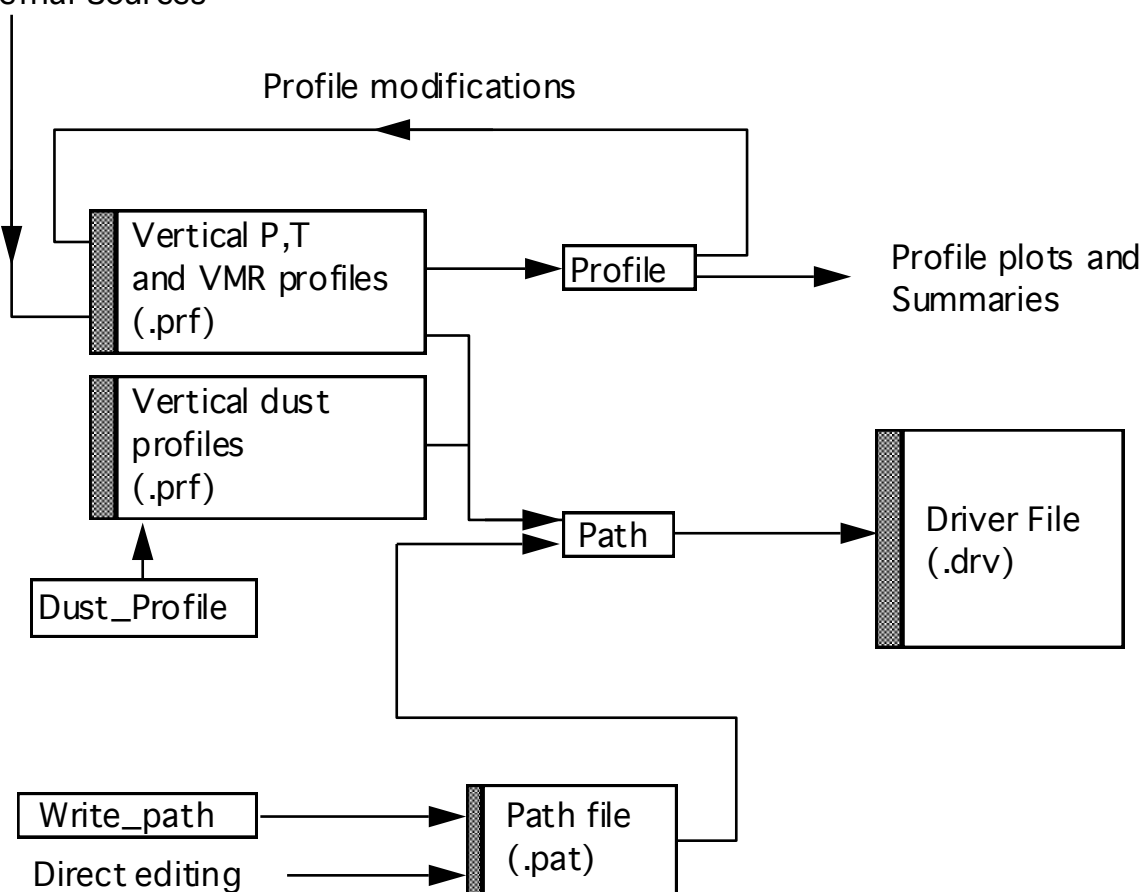 sources
Profile modifications
Vertical P,T
and VMR profiles
(.prf)
Profile
Profile plots and
Summaries
Vertical dust
profiles
(.prf)
Driver File
(.drv)
Path
Dust_Profile
Write_path
Path file
(.pat)
Direct editing